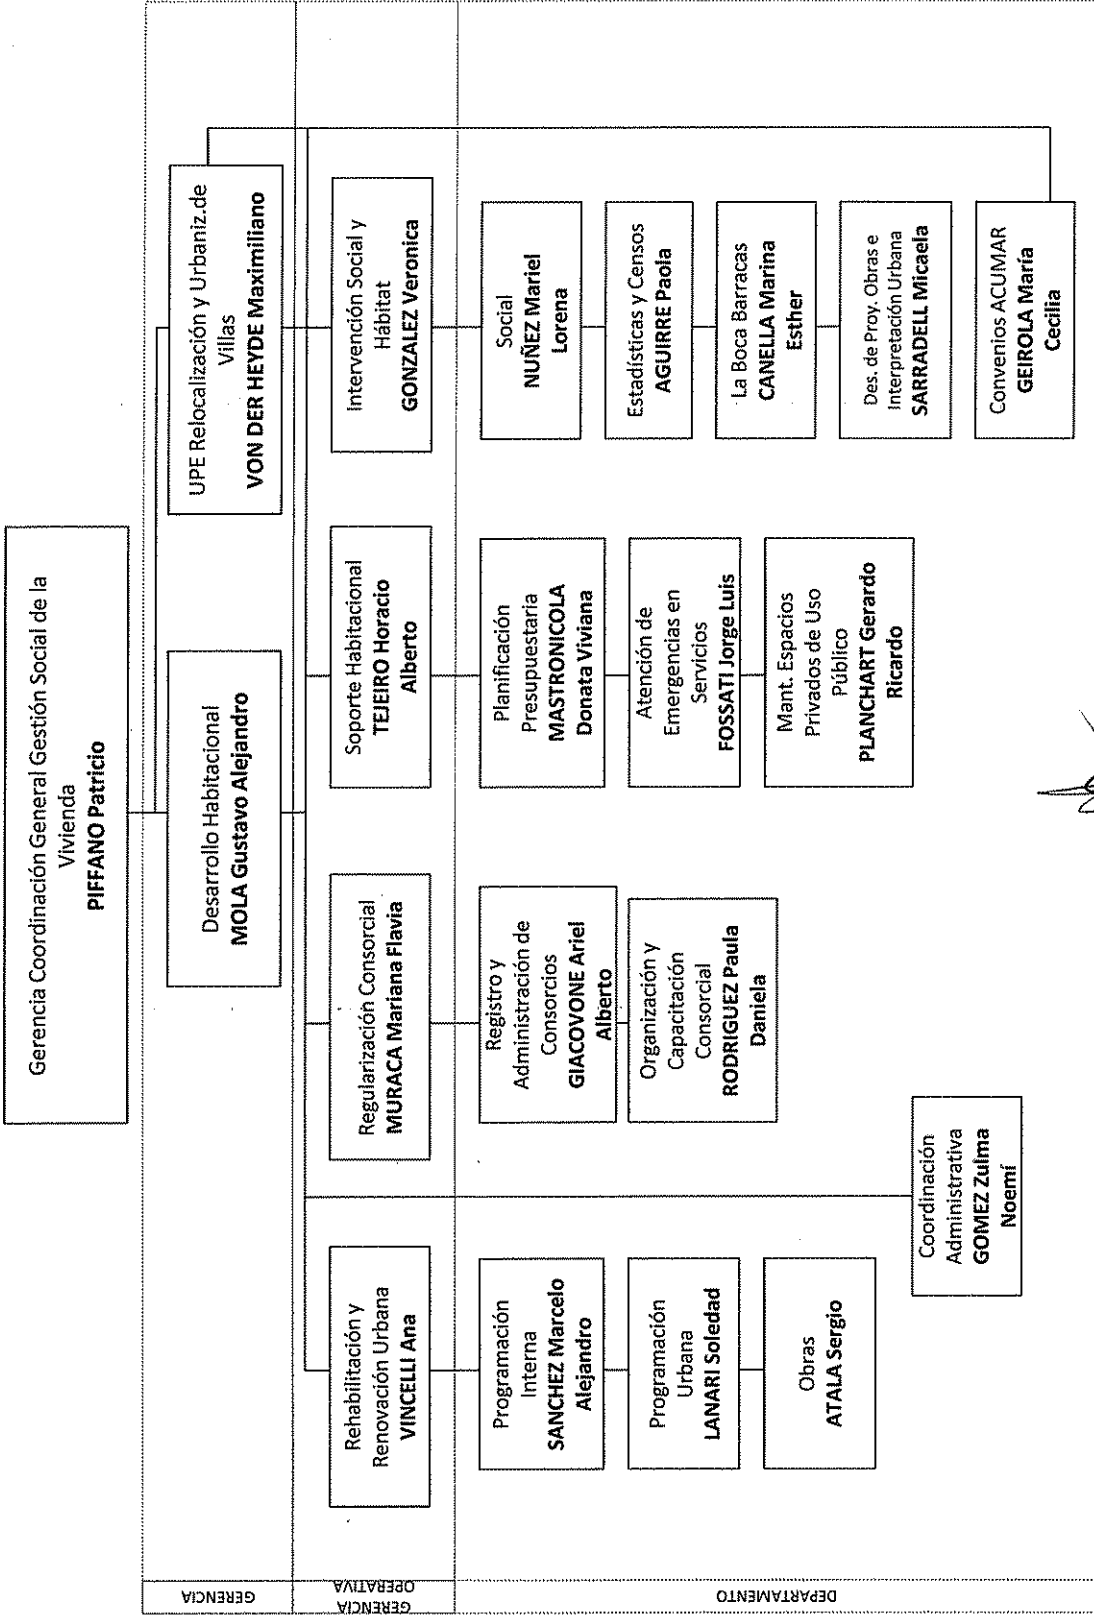 Gerencia Coordinación General Gestión Social de la
Vivienda
PIFFANO Patricio
GERENCIA
Desarrollo Habitacional
MOLA Gustavo Alejandro
UPE Relocalización y Urbaniz.de
Villas
VON DER HEYDE Maximiliano
GERENCIA
OPERATIVA
Rehabilitación y
Renovación Urbana
VINCELLI Ana
Regularización Consorcial
MURACA Mariana Flavia
Soporte Habitacional
TEJEIRO Horacio
Alberto
Intervención Social y
Hábitat
GONZALEZ Veronica
DEPARTAMENTO
Programación
Interna
SANCHEZ Marcelo
Alejandro
Programación
Urbana
LANARI Soledad
Obras
ATALA Sergio
Coordinación
Administrativa
GOMEZ Zulma
Noemí
Registro y
Administración de
Consorcios
GIACOVONE Ariel
Alberto
Organización y
Capacitación
Consorcial
RODRIGUEZ Paula
Daniela
Planificación
Presupuestaria
MASTRONICOLA
Donata Viviana
Atención de
Emergencias en
Servicios
FOSSATI Jorge Luis
Mant. Espacios
Privados de Uso
Público
PLANCHART Gerardo
Ricardo
Social
NUÑEZ Mariel
Lorena
Estadísticas y Censos
AGUIRRE Paola
La Boca Barracas
CANELLA Marina
Esther
Des. de Proy. Obras e
Interpretación Urbana
SARRADELL Micaela
Convenios ACUMAR
GEIROLA María
Cecilia